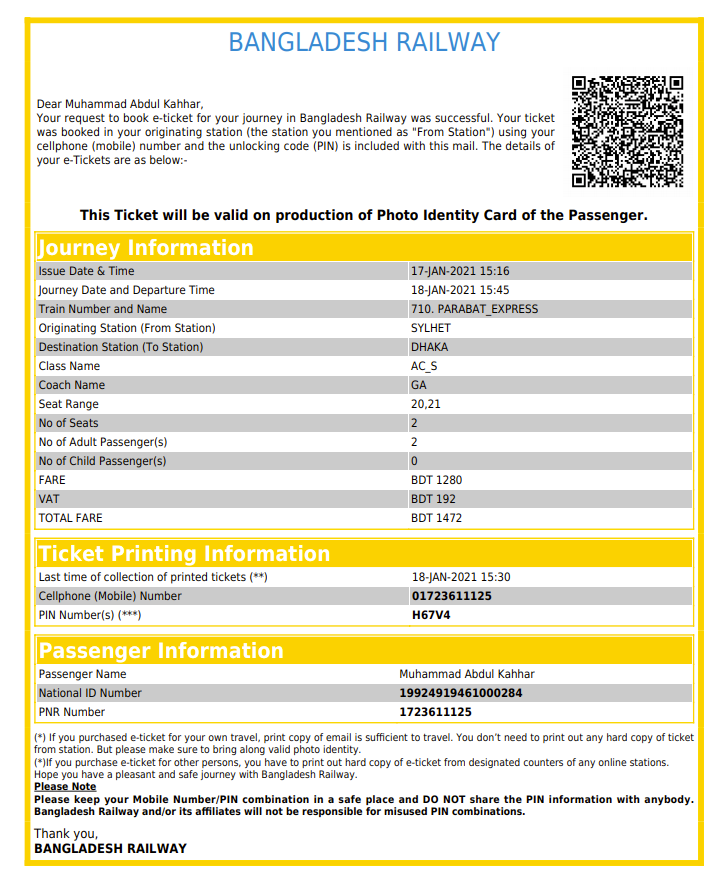 BANGLADESH RAILWAY
Dear Muhammad Abdul Kahhar,
Your request to book e-ticket for your journey in Bangladesh Railway was successful. Your ticket
was booked in your originating station (the station you mentioned as "From Station") using your
cellphone (mobile) number and the unlocking code (PIN) is included with this mail. The details of
your e-Tickets are as below:-
This Ticket will be valid on production of Photo Identity Card of the Passenger.
Journey Information
Issue Date & Time 17-JAN-2021 15:16
Journey Date and Departure Time 18-JAN-2021 15:45
Train Number and Name 710. PARABAT_EXPRESS
Originating Station (From Station) SYLHET
Destination Station (To Station) DHAKA
Class Name AC_S
Coach Name GA
Seat Range 20,21
No of Seats 2
No of Adult Passenger(s) 2
No of Child Passenger(s) 0
FARE BDT 1280
VAT BDT 192
TOTAL FARE BDT 1472
Ticket Printing Information
Last time of collection of printed tickets (**) 18-JAN-2021 15:30
Cellphone (Mobile) Number 01723611125
PIN Number(s) (***) H67V4
Passenger Information
Passenger Name Muhammad Abdul Kahhar
National ID Number 19924919461000284
PNR Number 1723611125
(*) If you purchased e-ticket for your own travel, print copy of email is sufficient to travel. You don't need to print out any hard copy of ticket
from station. But please make sure to bring along valid photo identity.
(*)If you purchase e-ticket for other persons, you have to print out hard copy of e-ticket from designated counters of any online stations.
Hope you have a pleasant and safe journey with Bangladesh Railway.
Please Note
Please keep your Mobile Number/PIN combination in a safe place and DO NOT share the PIN information with anybody.
Bangladesh Railway and/or its affiliates will not be responsible for misused PIN combinations.
Thank you,
BANGLADESH RAILWAY